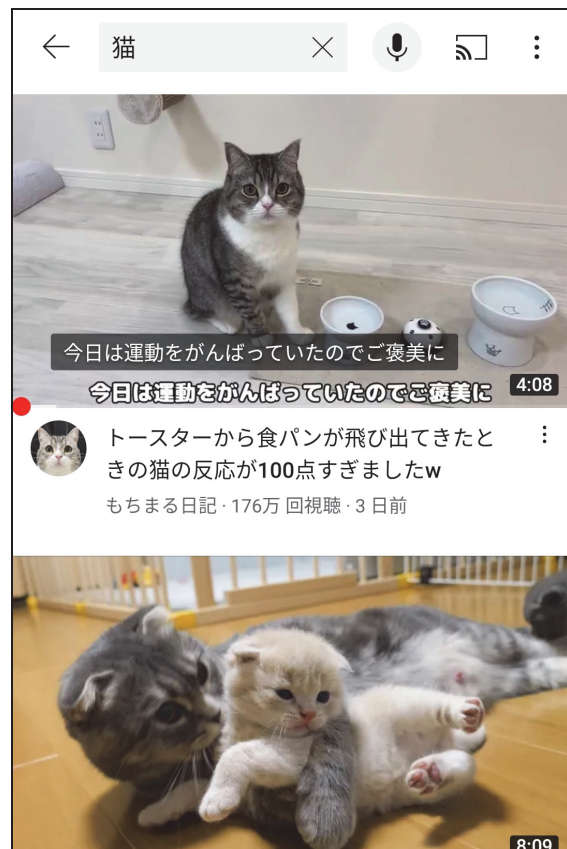 猫
今日は運動をがんばっていたのでご褒美に
今日は運動をがんばっていたのでご褒美に
4:08
トースターから食パンが飛び出てきたと
きの猫の反応が100点すぎましたw
もちまる日記 · 176万 回視聴 · 3 日前
8:09